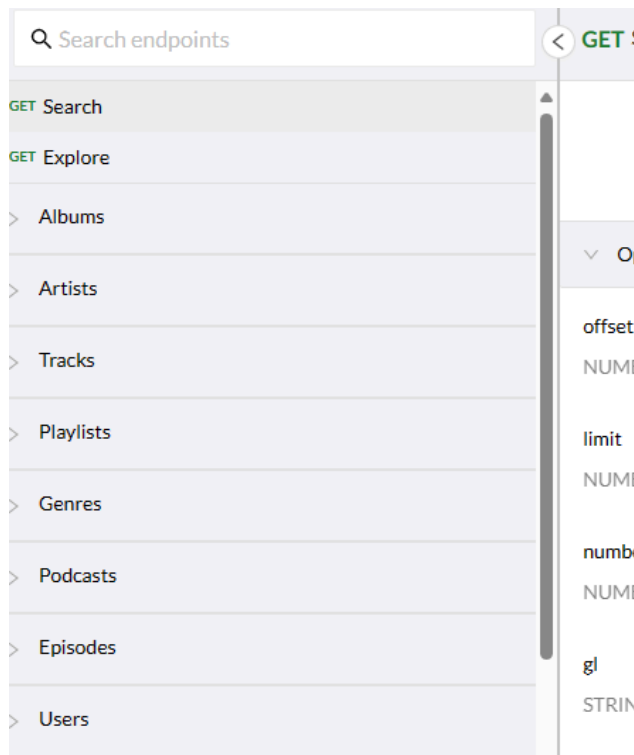 Search endpoints
GET Search
GET Explore
Albums
Artists
Tracks
Playlists
Genres
Podcasts
Episodes
Users
GET
offset
limit
gl